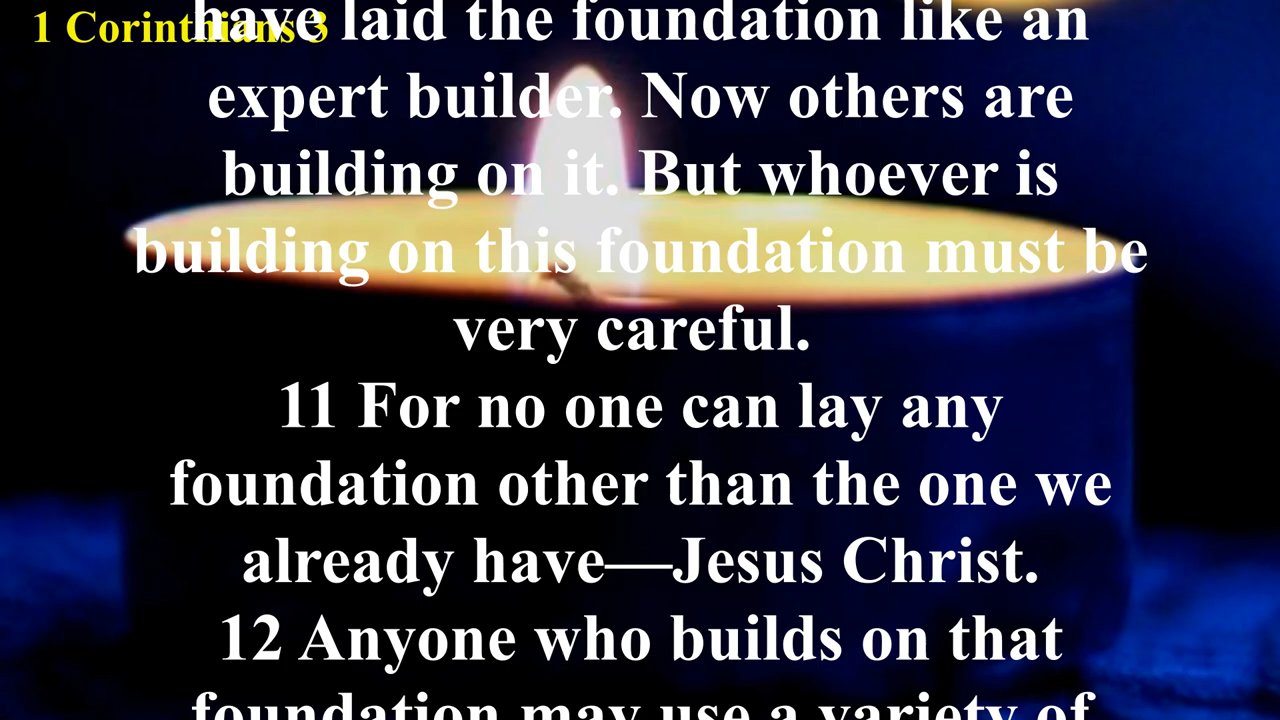 1 Corinthians 3
have laid the foundation like an
expert builder. Now others are
building on it. But whoever is
building on this foundation must be
very careful.
11 For no one can lay any
foundation other than the one we
already have—Jesus Christ.
12 Anyone who builds on that
foundation may use a variety of